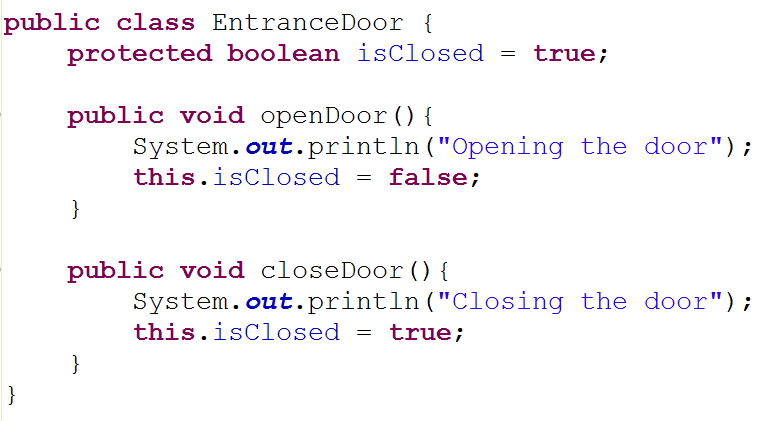 public class EntranceDoor {
    protected boolean isClosed = true;

    public void openDoor(){
        System.out.println("Opening the door");
        this.isClosed = false;
    }

    public void closeDoor(){
        System.out.println("Closing the door");
        this.isClosed = true;
    }
}